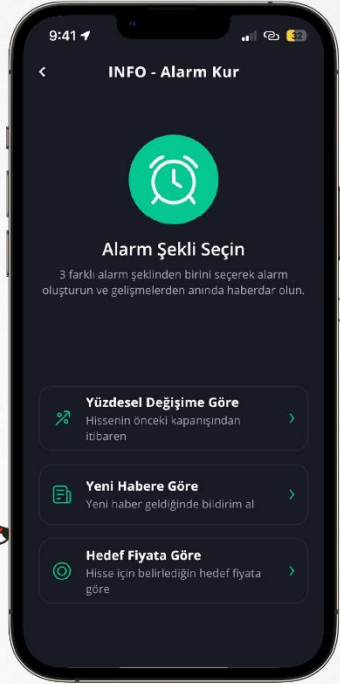 9:41
32
INFO - Alarm Kur
Alarm Şekli Seçin
3 farklı alarm şeklinden birini seçerek alarm
oluşturun ve gelişmelerden anında haberdar olun.
Yüzdesel Değişime Göre
Hissenin önceki kapanışından
itibaren
Yeni Habere Göre
Yeni haber geldiğinde bildirim al
Hedef Fiyata Göre
Hisse için belirlediğin hedef fiyata
göre